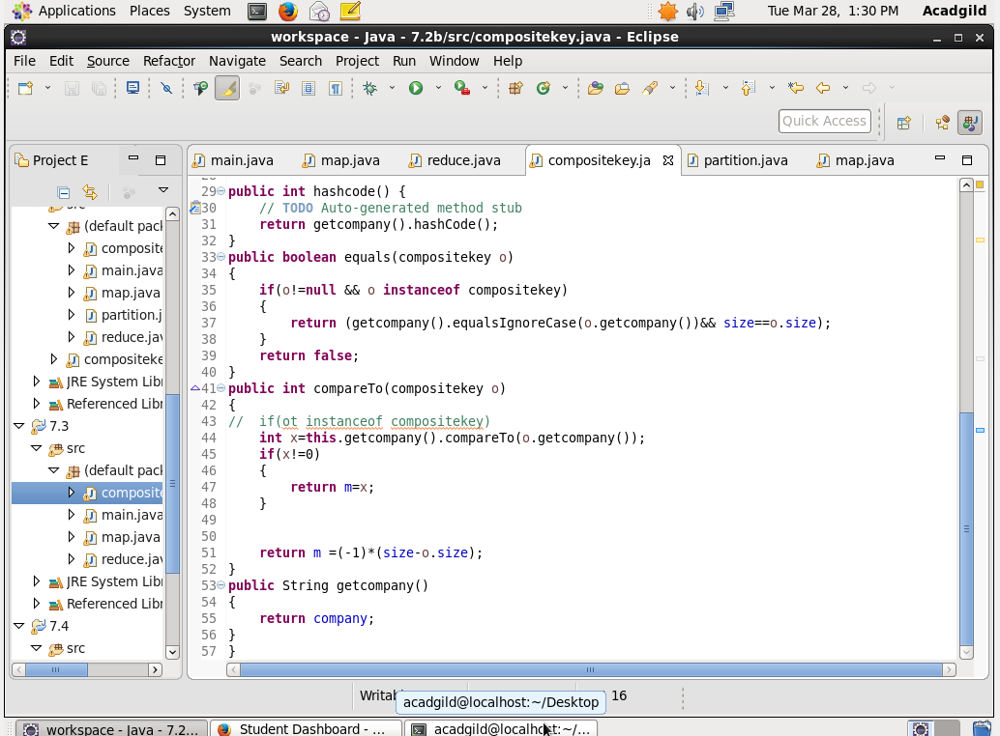 Applications Places System Tue Mar 28, 1:30 PM Acadgild
workspace - Java - 7.2b/src/compositekey.java - Eclipse
File Edit Source Refactor Navigate Search Project Run Window Help
Quick Access
Project E
main.java map.java reduce.java compositekey.ja partition.java map.java
src
(default pack
composite
main.java
map.java
partition.j
reduce.jav
compositeke
JRE System Libr
Referenced Libr
7.3
src
(default pack
composite
main.java
map.java
reduce.jav
JRE System Libr
Referenced Libr
7.4
src
29 public int hashcode() {
30 // TODO Auto-generated method stub
31 return getcompany().hashCode();
32 }
33 public boolean equals(compositekey o)
34 {
35 if(o!=null && o instanceof compositekey)
36 {
37 return (getcompany().equalsIgnoreCase(o.getcompany())&& size==o.size);
38 }
39 return false;
40 }
41 public int compareTo(compositekey o)
42 {
43 // if(ot instanceof compositekey)
44 int x=this.getcompany().compareTo(o.getcompany());
45 if(x!=0)
46 {
47 return m=x;
48 }
49
50
51 return m =(-1)*(size-o.size);
52 }
53 public String getcompany()
54 {
55 return company;
56 }
57 }
16
acadgild@localhost:~/Desktop
workspace - Java - 7.2... Student Dashboard - ... acadgild@localhost:~/...